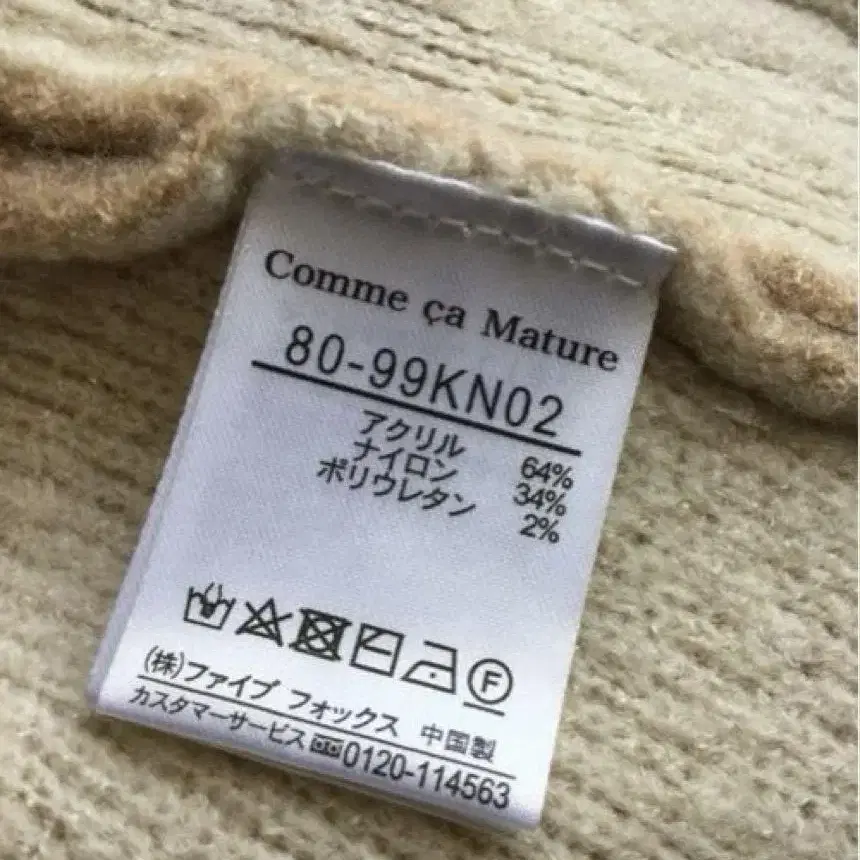 Comme ça Mature
80-99KN02
アクリル 64%
ナイロン 34%
ポリウレタン 2%
F
(株)ファイブ フォックス 中国製
カスタマーサービス 0120-114563